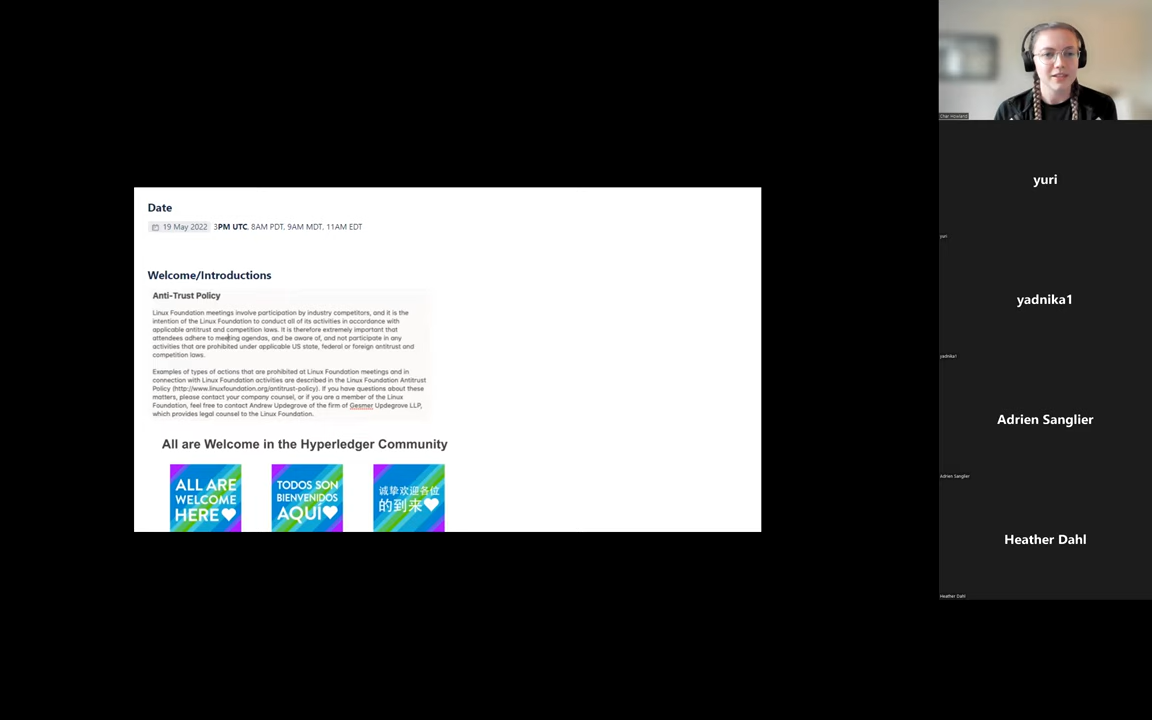 Date
19 May 2022 3PM UTC, 8AM PDT, 9AM MDT, 11AM EDT
Welcome/Introductions
Anti-Trust Policy
Linux Foundation meetings involve participation by industry competitors, and it is the
intention of the Linux Foundation to conduct all of its activities in accordance with
applicable antitrust and competition laws. It is therefore extremely important that
attendees adhere to meeting agendas, and be aware of, and not participate in any
activities that are prohibited under applicable US state, federal or foreign antitrust and
competition laws.
Examples of types of actions that are prohibited at Linux Foundation meetings and in
connection with Linux Foundation activities are described in the Linux Foundation Antitrust
Policy (http://www.linuxfoundation.org/antitrust-policy). If you have questions about these
matters, please contact your company counsel, or if you are a member of the Linux
Foundation, feel free to contact Andrew Updegrove of the firm of Gesmer Updegrove LLP,
which provides legal counsel to the Linux Foundation.
All are Welcome in the Hyperledger Community
ALL ARE
WELCOME
HERE
TODOS SON
BIENVENIDOS
AQUÍ
诚挚欢迎各位
的到来
Char Howland
yuri
yuri
yadnika1
yadnika1
Adrien Sanglier
Adrien Sanglier
Heather Dahl
Heather Dahl